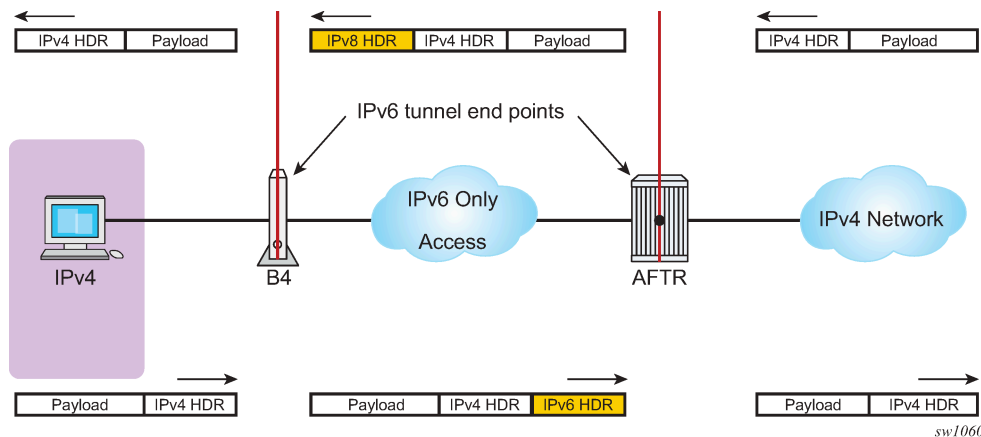 IPv4 HDR Payload
IPv8 HDR IPv4 HDR Payload
IPv4 HDR Payload
IPv6 tunnel end points
IPv6 Only
Access
IPv4 Network
IPv4
B4
AFTR
Payload IPv4 HDR
Payload IPv4 HDR IPv6 HDR
Payload IPv4 HDR
sw1060